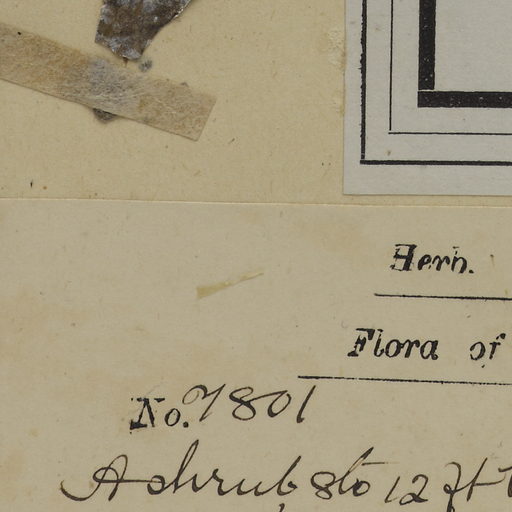 Herb.
Flora of
No. 7801
A shrub, 8 to 12 ft